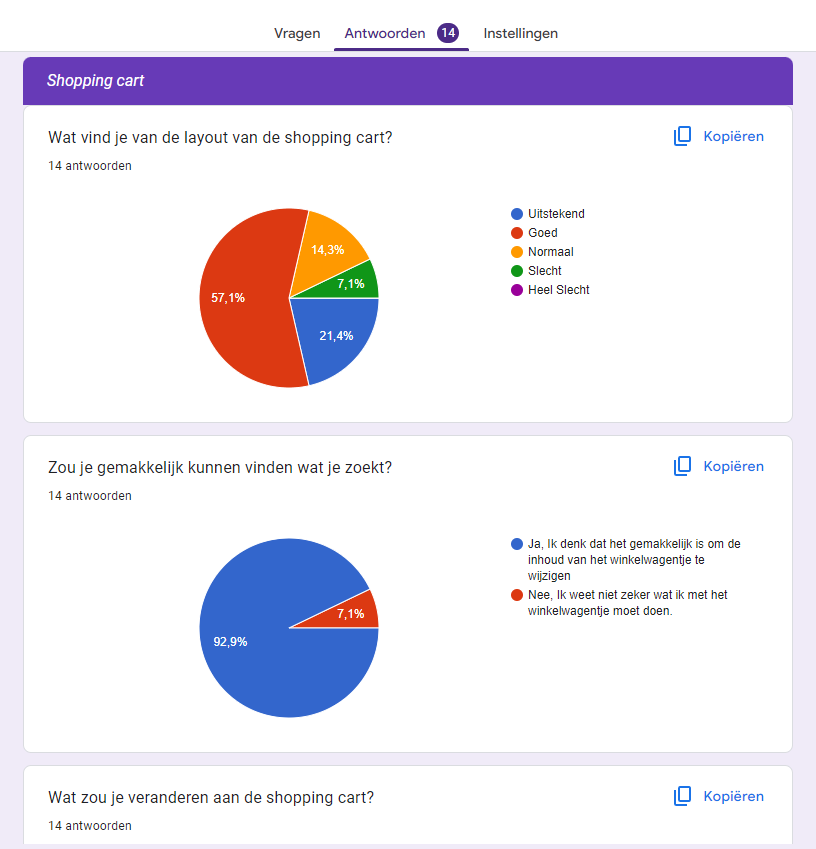 Vragen Antwoorden 14 Instellingen
Shopping cart
Wat vind je van de layout van de shopping cart?
Kopiëren
14 antwoorden
14,3%
7,1%
57,1%
21,4%
Uitstekend
Goed
Normaal
Slecht
Heel Slecht
Zou je gemakkelijk kunnen vinden wat je zoekt?
Kopiëren
14 antwoorden
7,1%
92,9%
Ja, Ik denk dat het gemakkelijk is om de
inhoud van het winkelwagentje te
wijzigen
Nee, Ik weet niet zeker wat ik met het
winkelwagentje moet doen.
Wat zou je veranderen aan de shopping cart?
Kopiëren
14 antwoorden